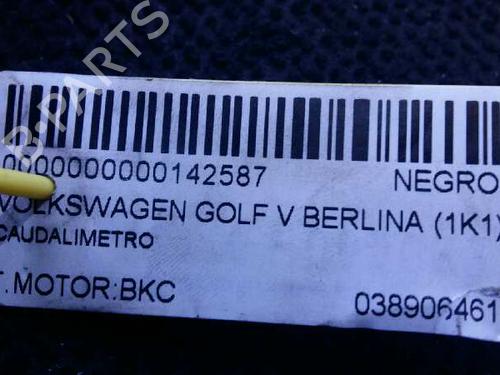 0000000000142587 NEGRO
VOLKSWAGEN GOLF V BERLINA (1K1)
CAUDALIMETRO
T.MOTOR:BKC 038906461
B-PARTS